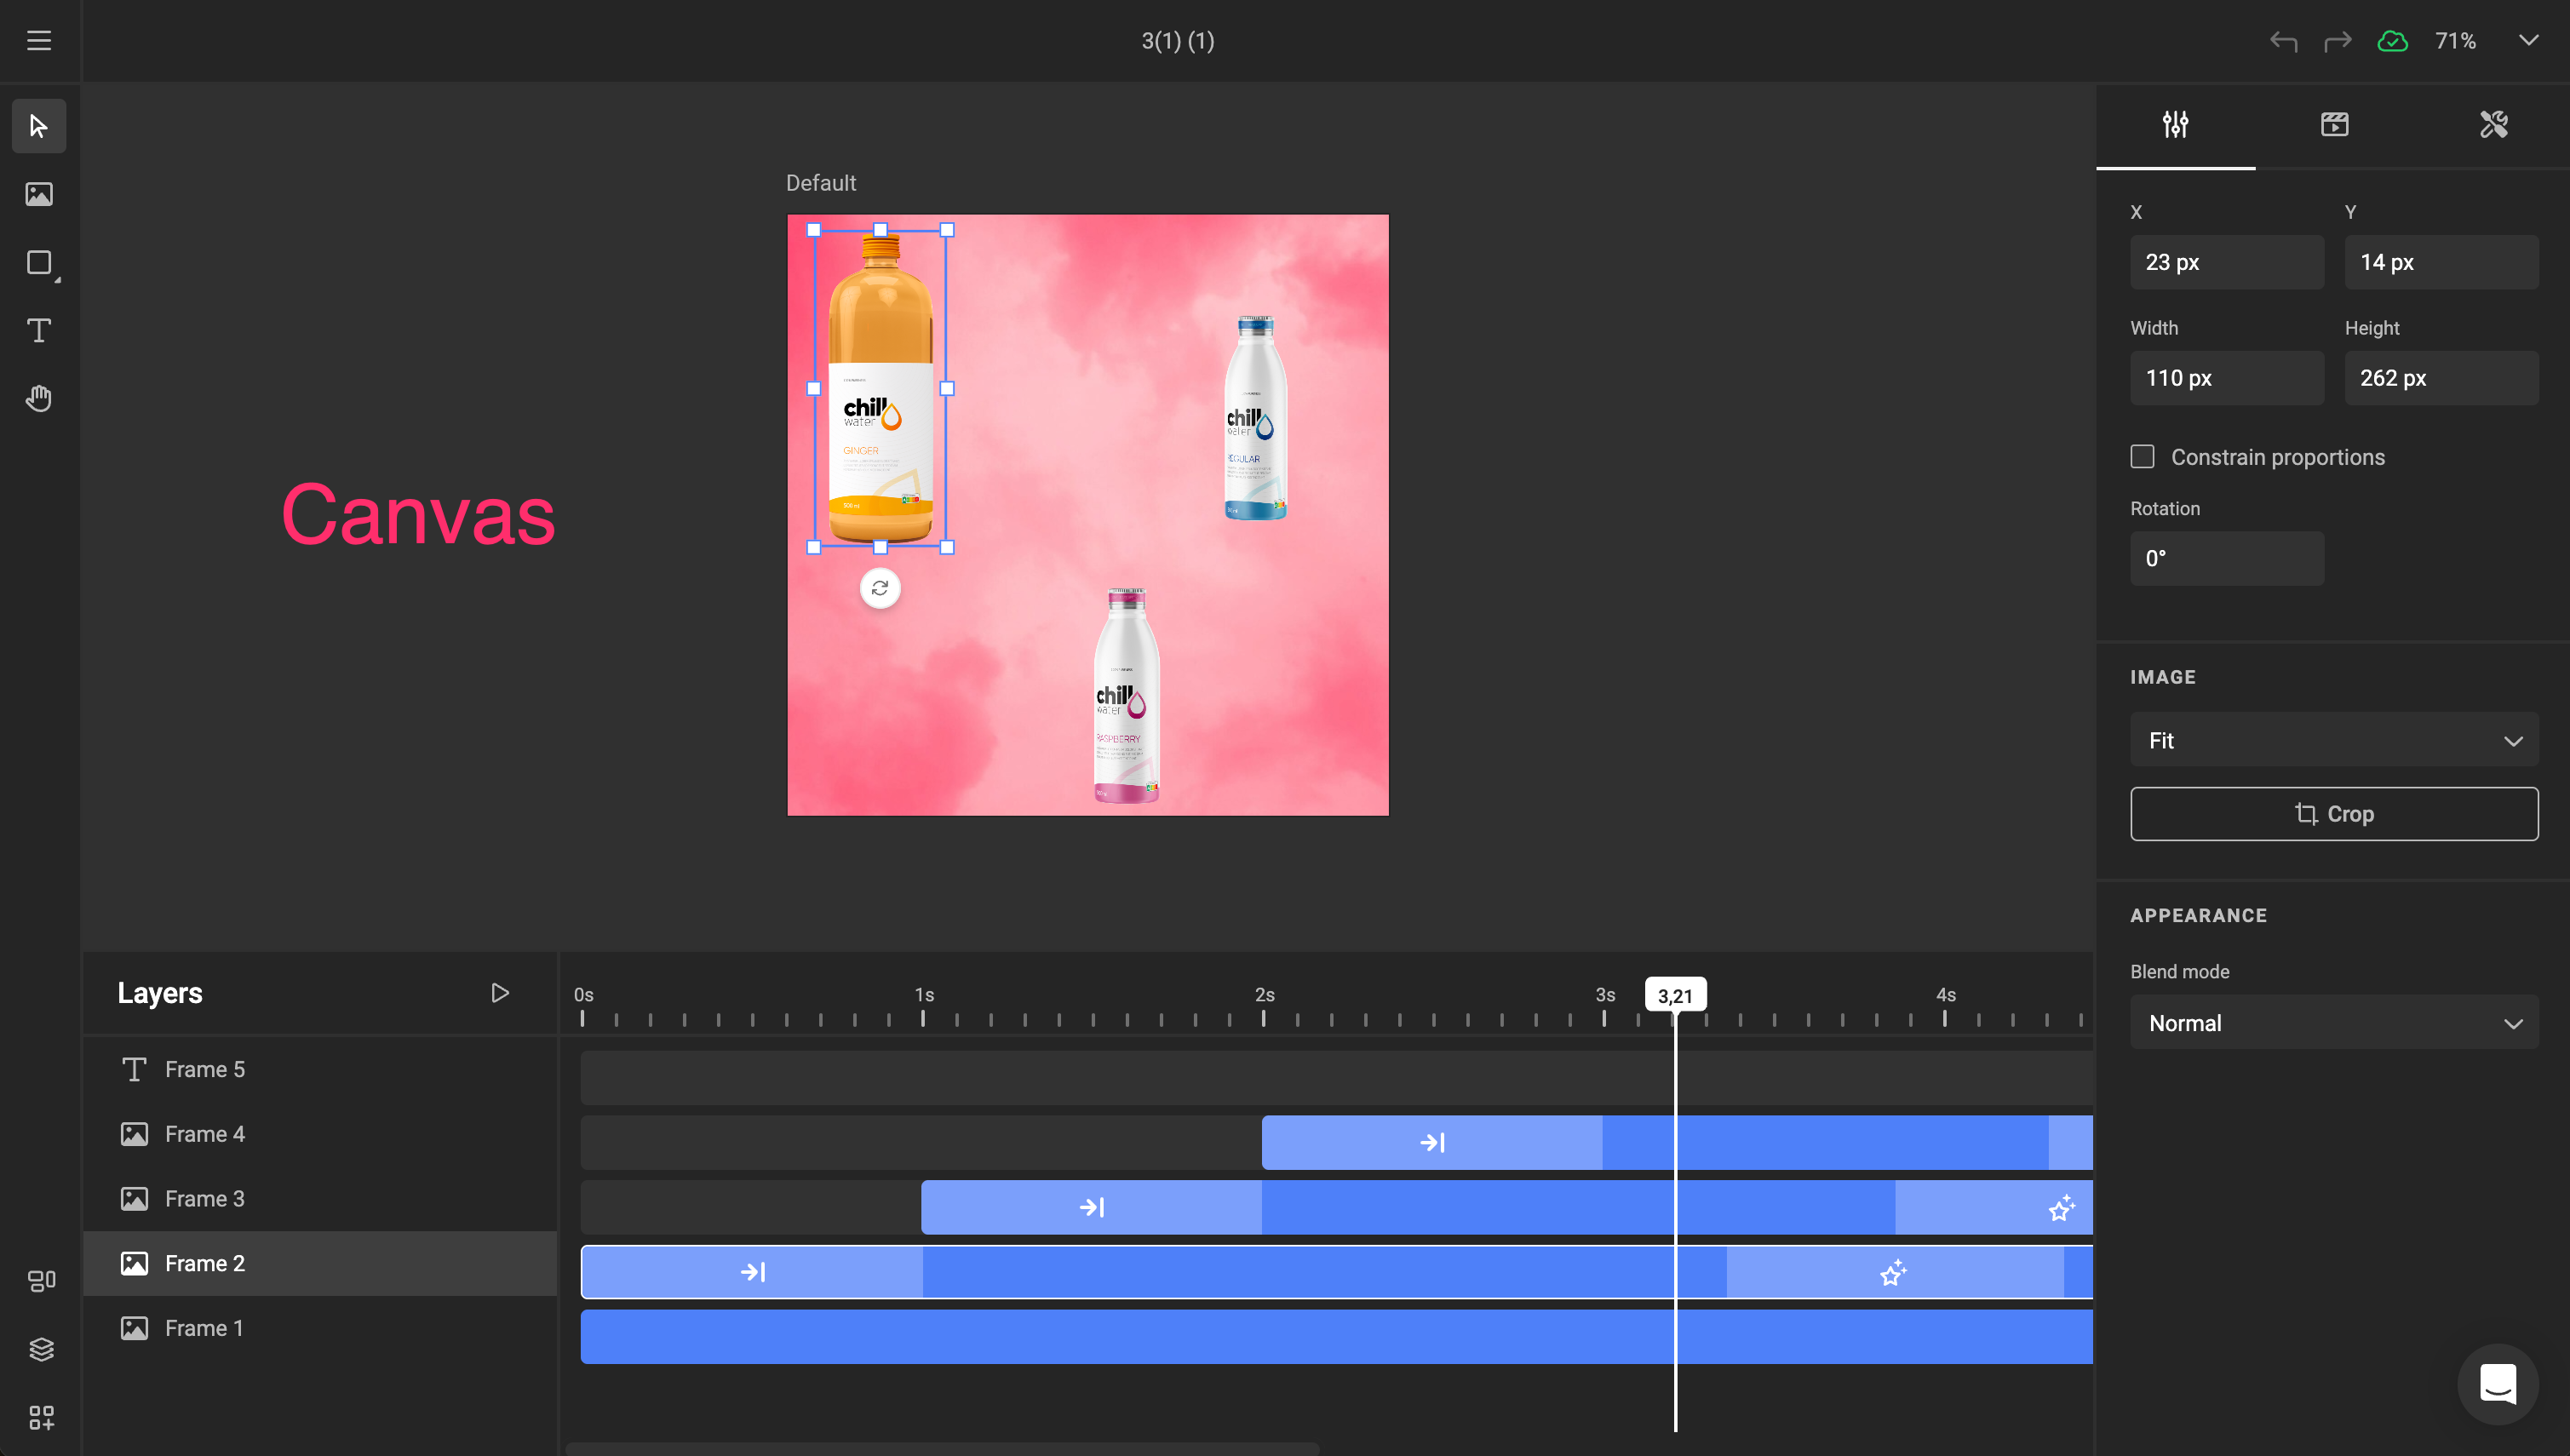 3(1) (1)
71%
Default
X
Y
23 px
14 px
Width
Height
110 px
262 px
Constrain proportions
Rotation
0°
IMAGE
Fit
Crop
APPEARANCE
Blend mode
Normal
Canvas
chill
water
GINGER
chill
water
REGULAR
chill
water
RASPBERRY
Layers
0s
1s
2s
3s
3,21
4s
Frame 5
Frame 4
Frame 3
Frame 2
Frame 1